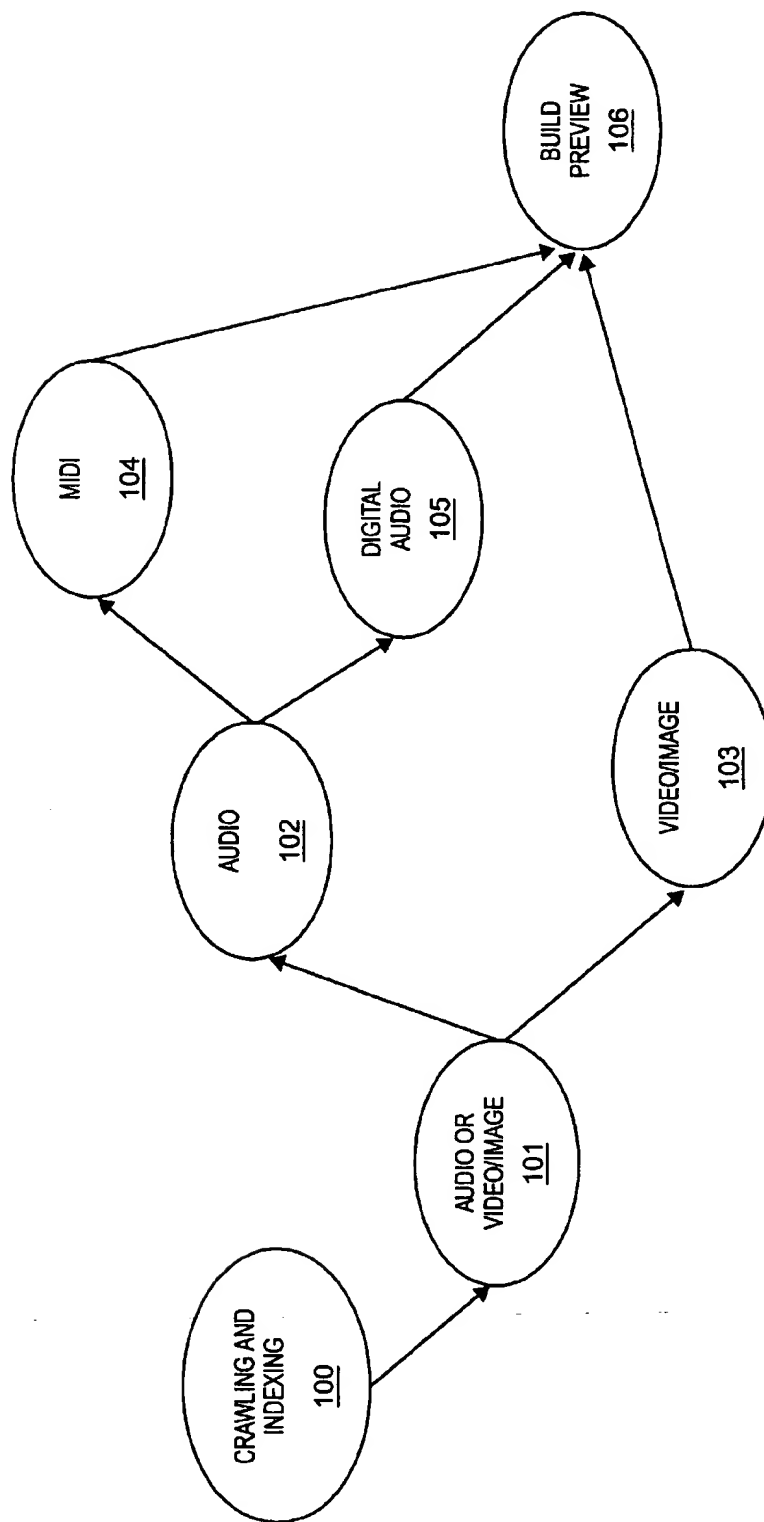 CRAWLING AND
INDEXING
100
AUDIO OR
VIDEO/IMAGE
101
AUDIO
102
VIDEO/IMAGE
103
MIDI
104
DIGITAL
AUDIO
105
BUILD
PREVIEW
106